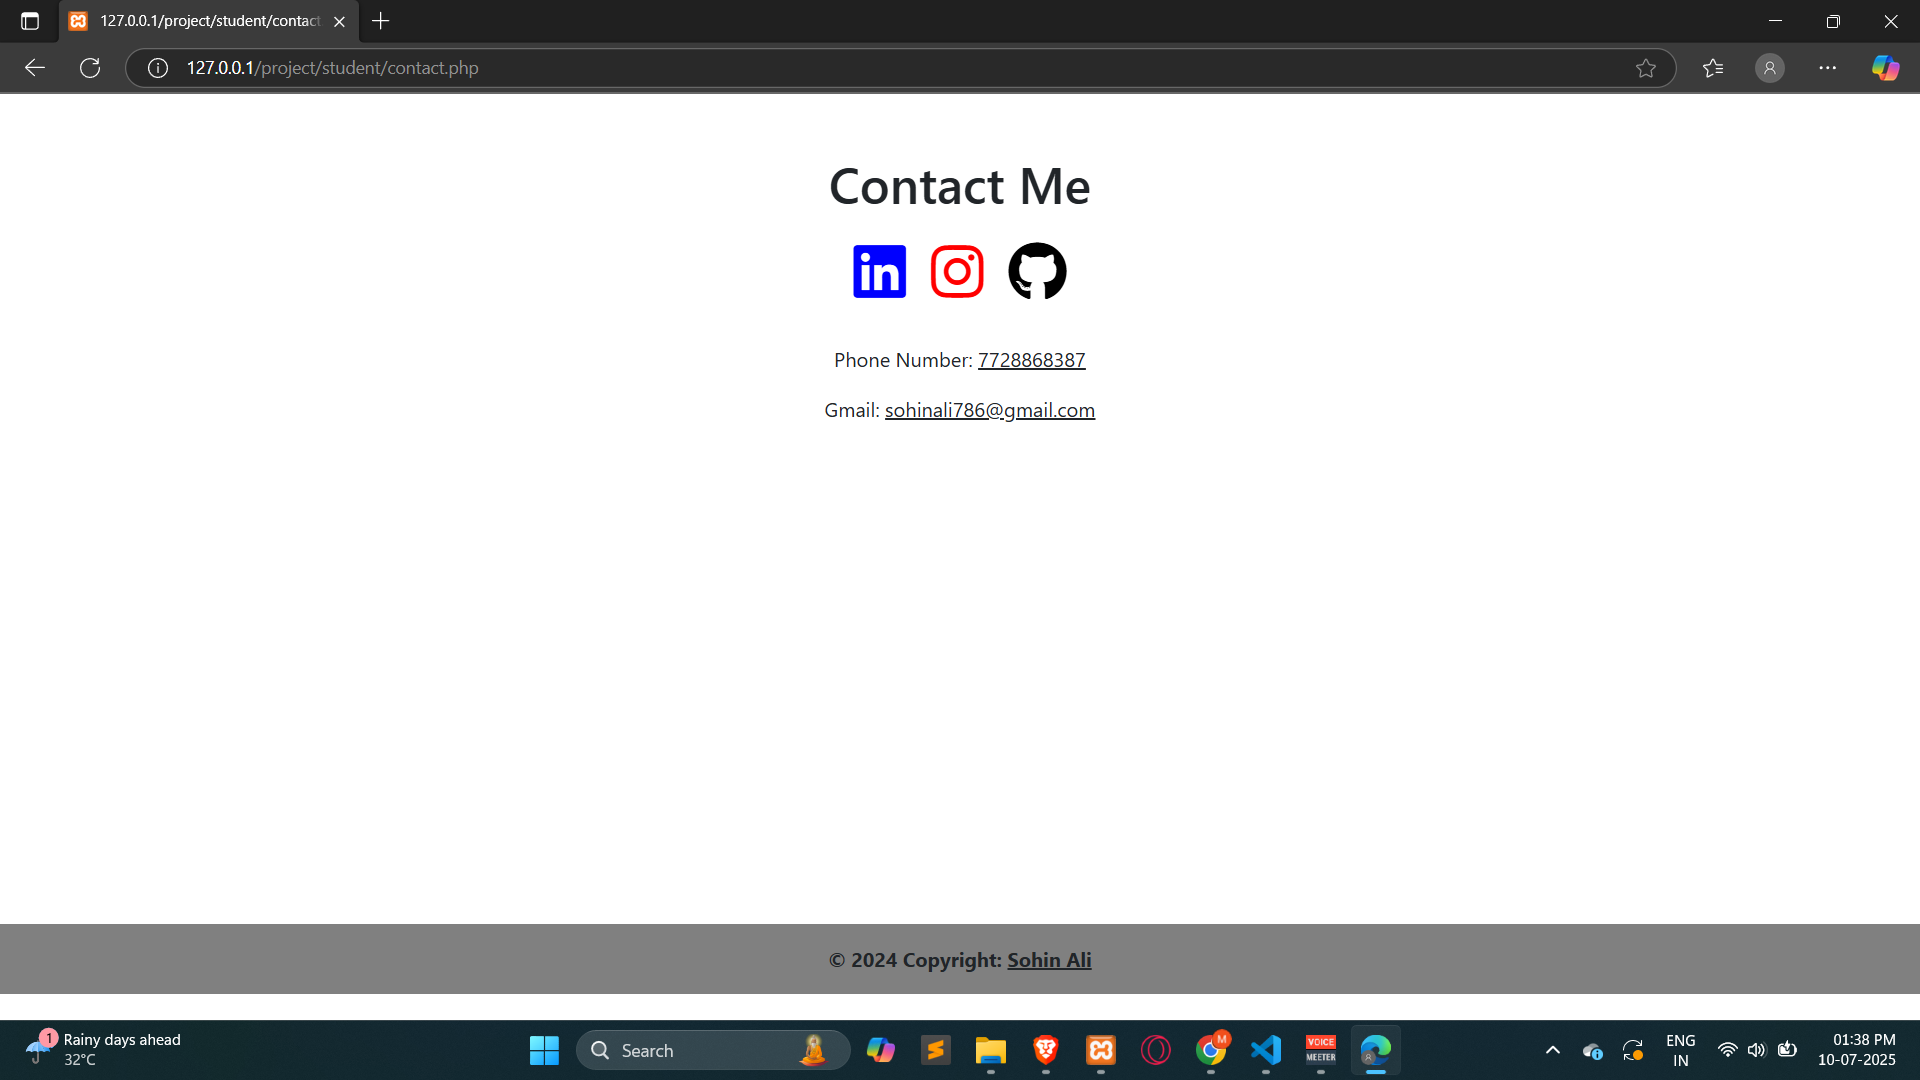 127.0.0.1/project/student/contact
127.0.0.1/project/student/contact.php
Contact Me
in
Phone Number: 7728868387
Gmail: sohinali786@gmail.com
© 2024 Copyright: Sohin Ali
1
Rainy days ahead
32°C
Search
M
VOICE
MEETER
ENG
IN
01:38 PM
10-07-2025